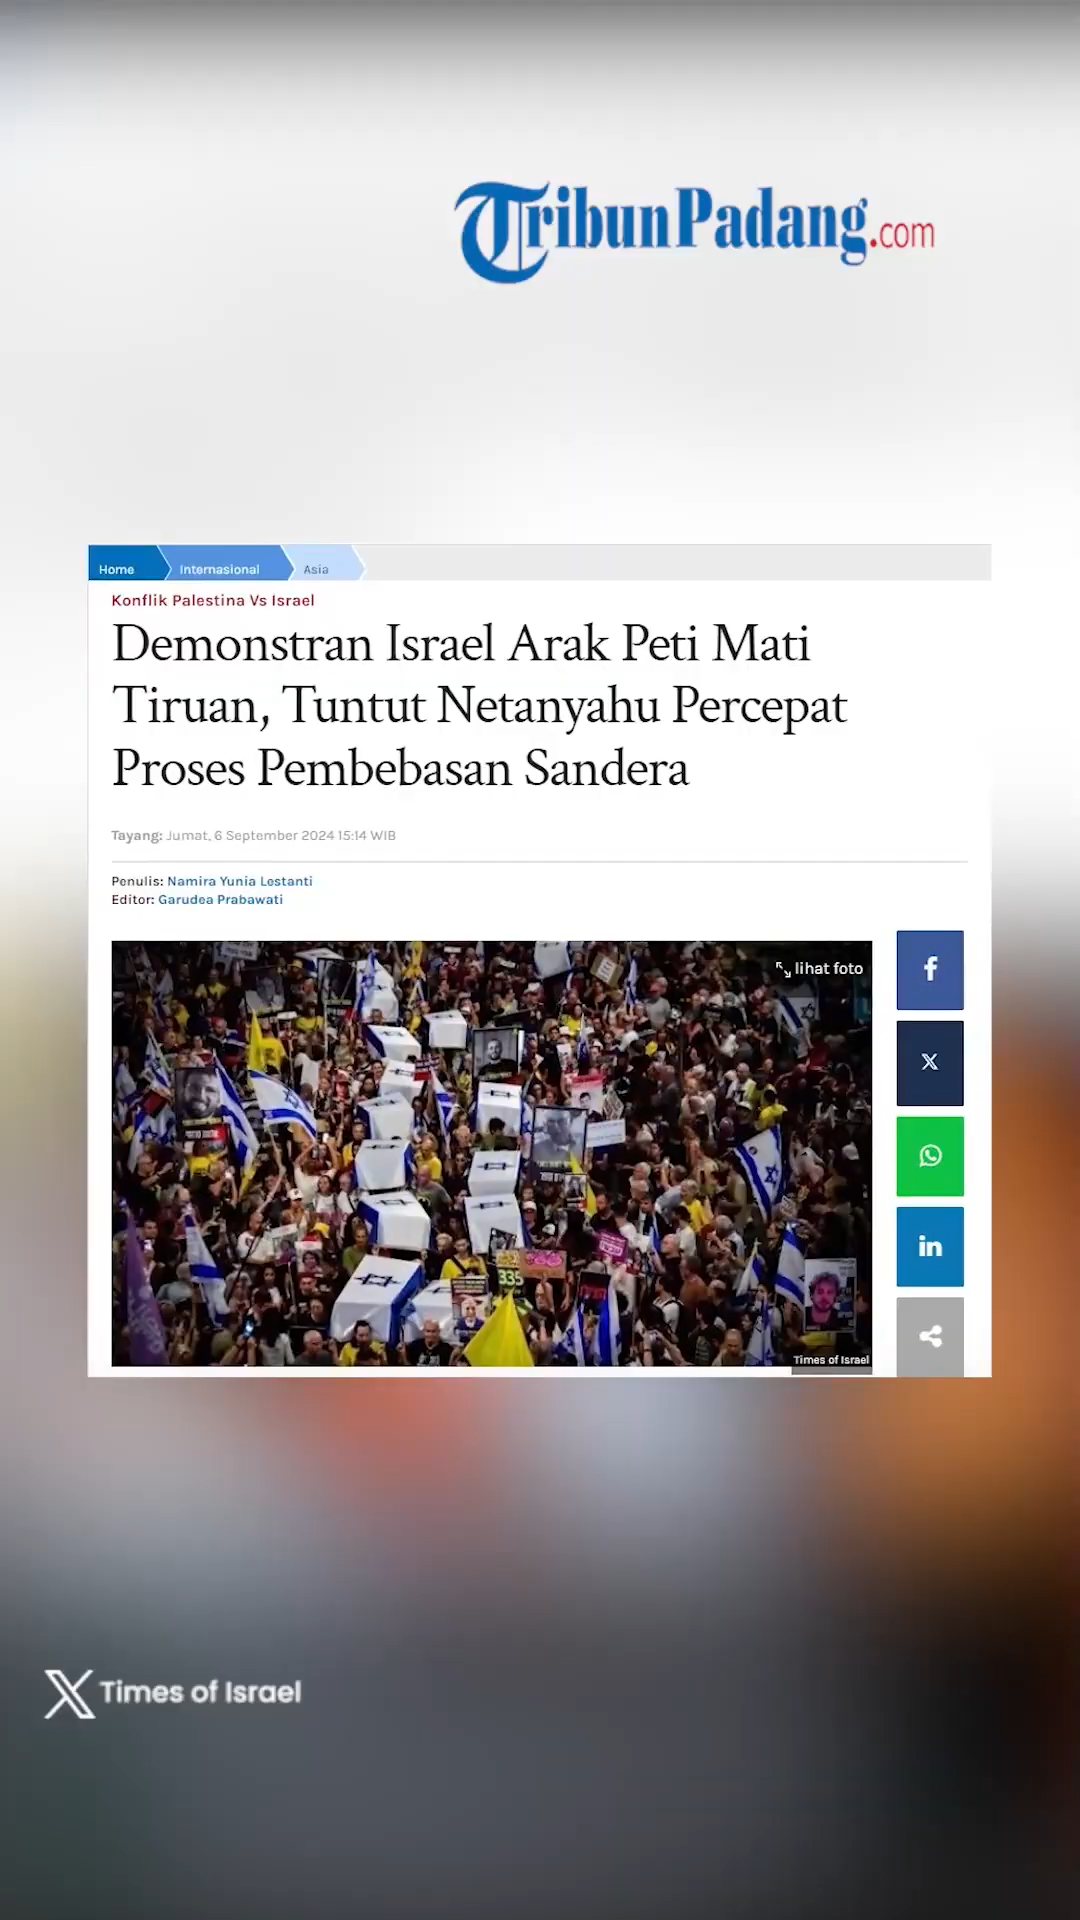 TribunPadang.com
Home Internasional Asia
Konflik Palestina Vs Israel
Demonstran Israel Arak Peti Mati
Tiruan, Tuntut Netanyahu Percepat
Proses Pembebasan Sandera
Tayang: Jumat, 6 September 2024 15:14 WIB
Penulis: Namira Yunia Lestanti
Editor: Garudea Prabawati
lihat foto
335
Times of Israel
X Times of Israel